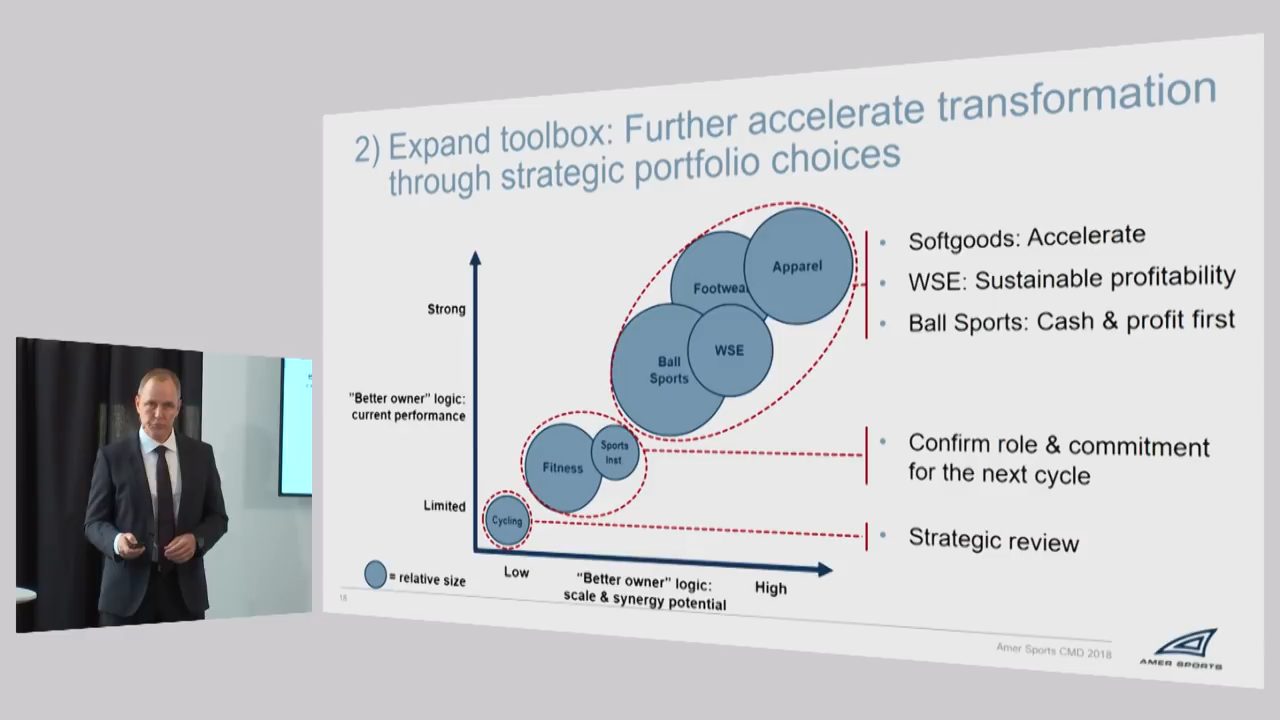 2) Expand toolbox: Further accelerate transformation
through strategic portfolio choices
Strong
"Better owner" logic:
current performance
Limited
Apparel
Footwear
WSE
Ball
Sports
Sports
Inst
Fitness
Cycling
Low
"Better owner" logic:
scale & synergy potential
High
= relative size
• Softgoods: Accelerate
• WSE: Sustainable profitability
• Ball Sports: Cash & profit first
• Confirm role & commitment
for the next cycle
• Strategic review
18
Amer Sports CMD 2018
AMER SPORTS